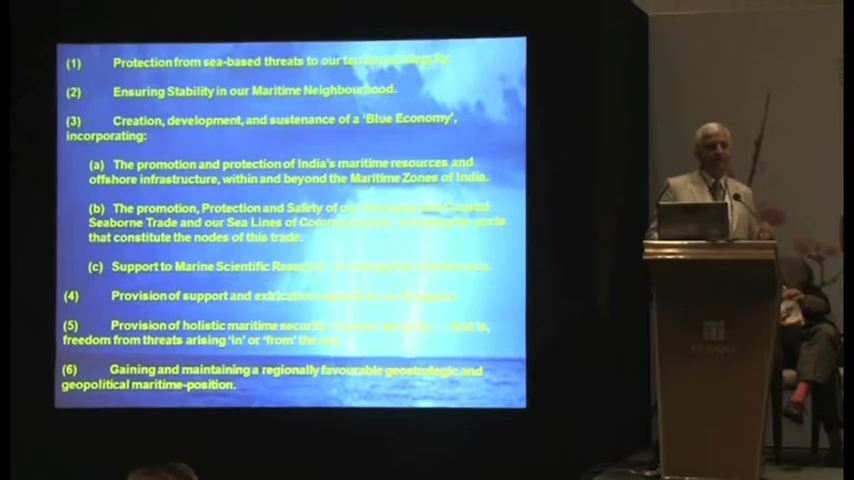 (1) Protection from sea-based threats to our
(2) Ensuring Stability in our Maritime Neighbourhood.
(3) Creation, development, and sustenance of a 'Blue Economy',
incorporating:
(a) The promotion and protection of India's maritime resources and
offshore infrastructure, within and beyond the Maritime Zones of India.
(b) The promotion, Protection and Safety of
Seaborne Trade and our Sea Lines of ports
that constitute the nodes of this trade.
(c) Support to Marine Scientific
(4) Provision of support and extrication
(5) Provision of holistic maritime security is,
freedom from threats arising 'in' or 'from' the
(6) Gaining and maintaining a regionally favourable geostrategic and
geopolitical maritime-position.